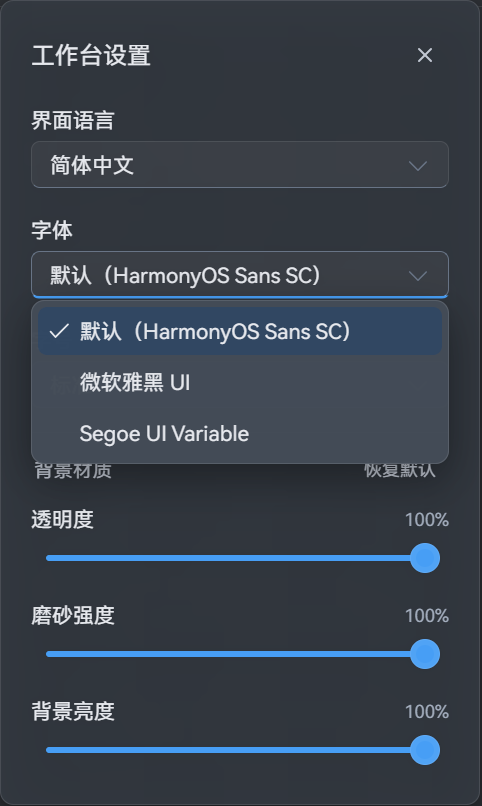 工作台设置
界面语言
简体中文
字体
默认（HarmonyOS Sans SC）
默认（HarmonyOS Sans SC）
微软雅黑 UI
Segoe UI Variable
背景材质 恢复默认
透明度 100%
磨砂强度 100%
背景亮度 100%